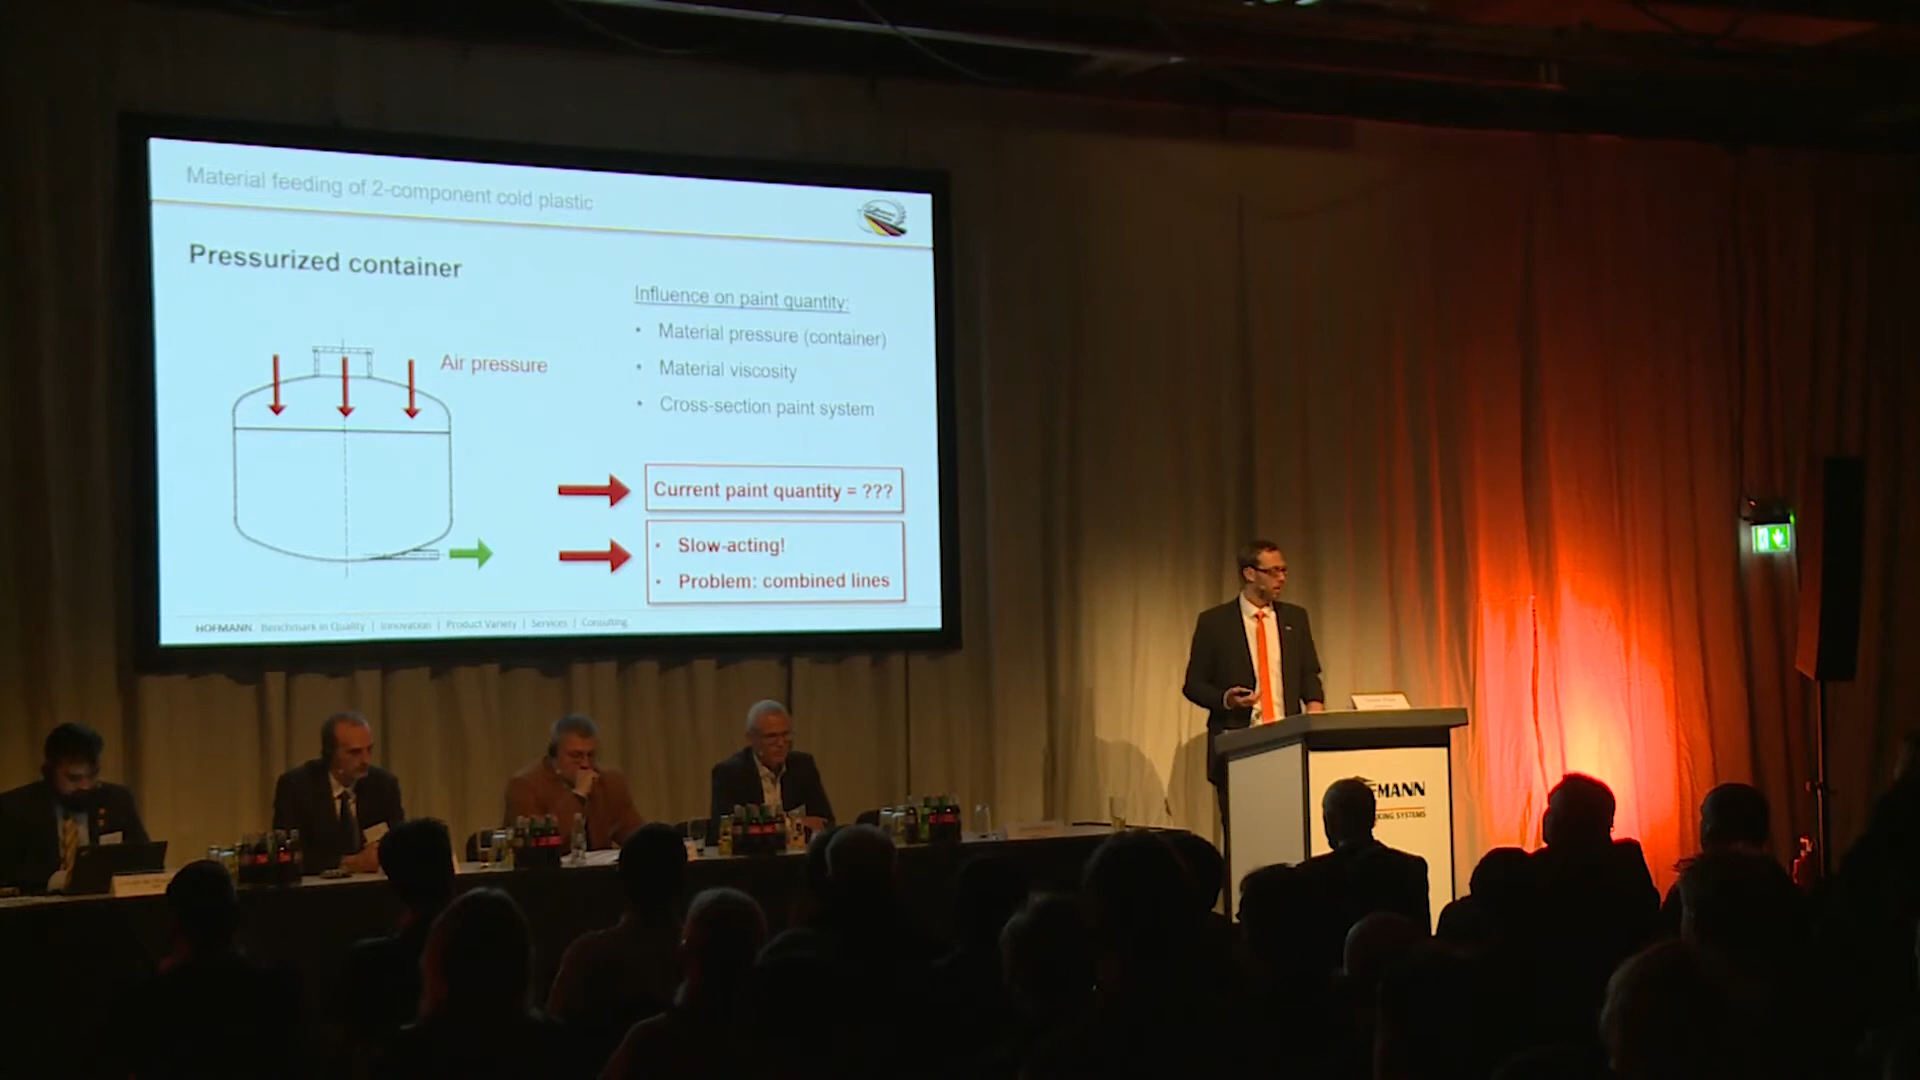 Material feeding of 2-component cold plastic
Pressurized container
Air pressure
Influence on paint quantity:
• Material pressure (container)
• Material viscosity
• Cross-section paint system
Current paint quantity = ???
• Slow-acting!
• Problem: combined lines
HOFMANN Benchmark in Quality | Innovation | Product Variety | Services | Consulting
FMANN
KING SYSTEMS